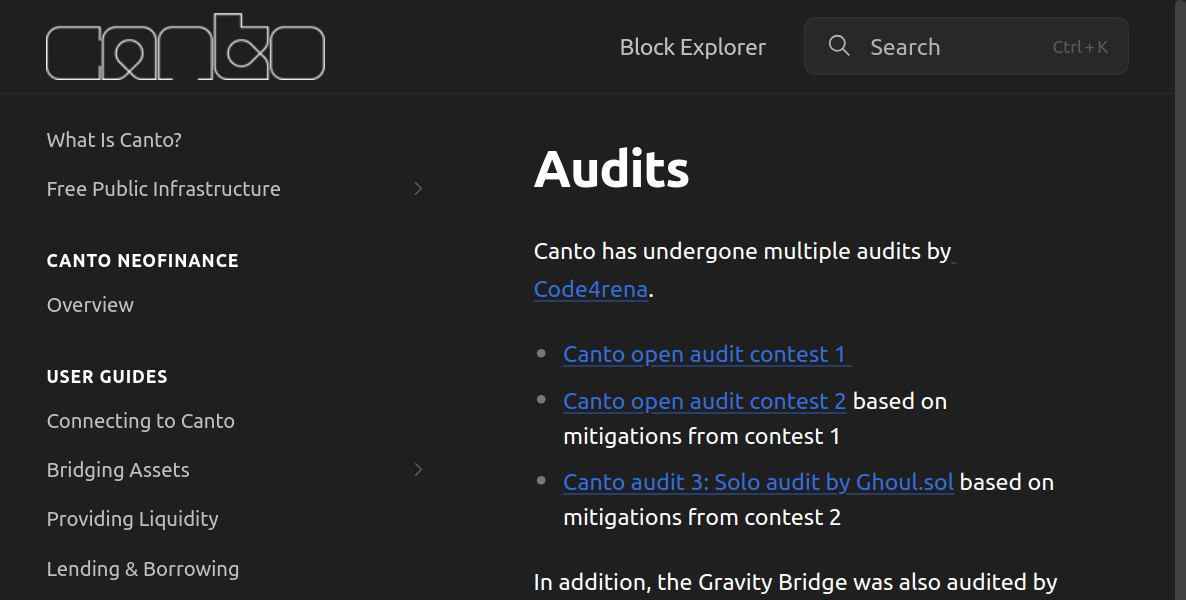 canto
Block Explorer
Search
Ctrl + K
What Is Canto?
Free Public Infrastructure
CANTO NEOFINANCE
Overview
USER GUIDES
Connecting to Canto
Bridging Assets
Providing Liquidity
Lending & Borrowing
Audits
Canto has undergone multiple audits by
Code4rena.
Canto open audit contest 1
Canto open audit contest 2 based on
mitigations from contest 1
Canto audit 3: Solo audit by Ghoul.sol based on
mitigations from contest 2
In addition, the Gravity Bridge was also audited by